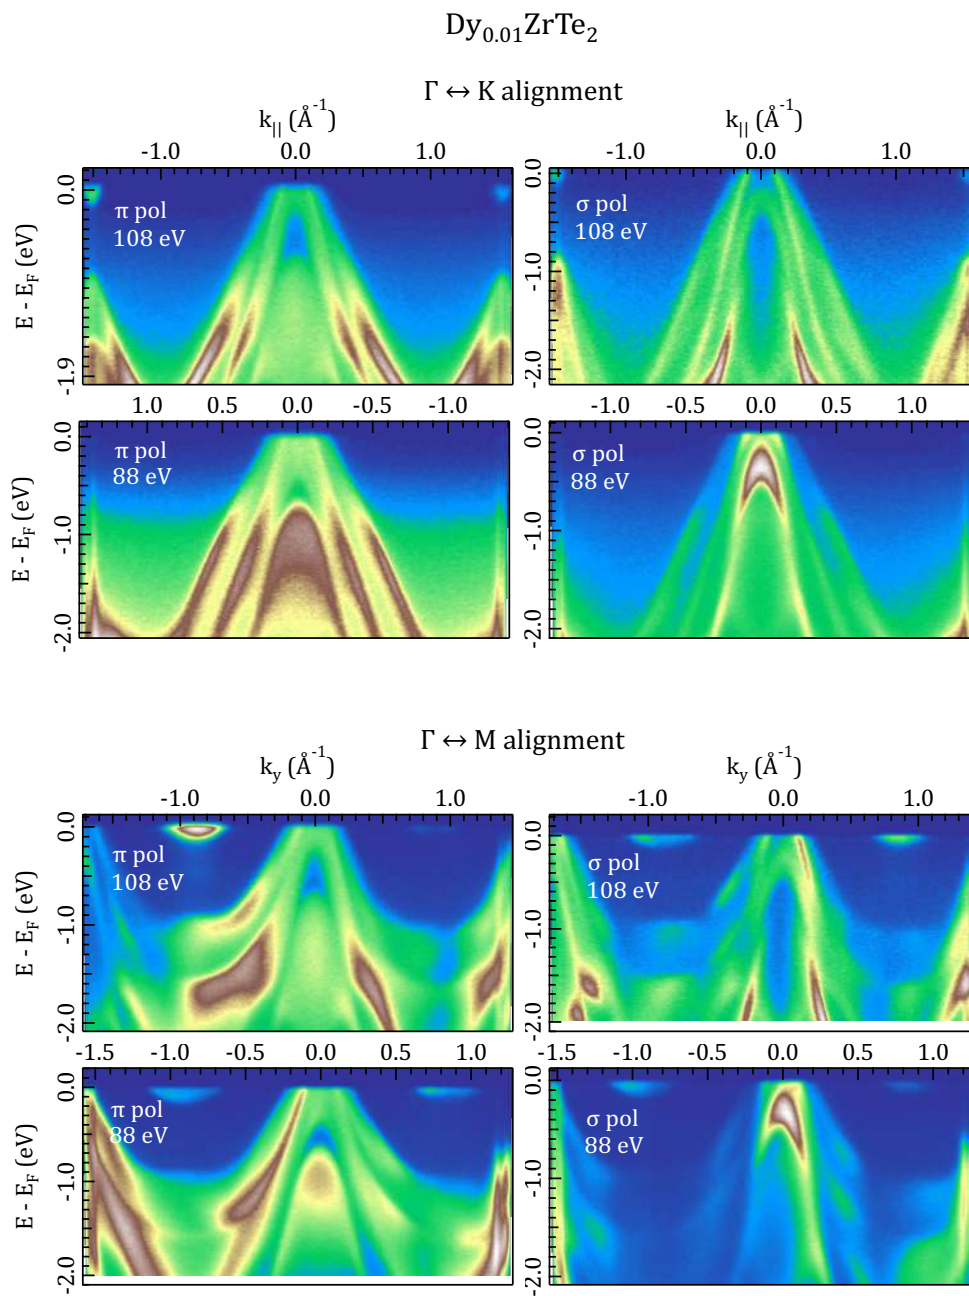 Dy0.01ZrTe2
Γ ↔ K alignment
k|| (Å-1) k|| (Å-1)
-1.0 0.0 1.0 -1.0 0.0 1.0
E - EF (eV)
0.0
-1.9
π pol
108 eV
0.0
-1.0
-2.0
σ pol
108 eV
1.0 0.5 0.0 -0.5 -1.0 -1.0 -0.5 0.0 0.5 1.0
E - EF (eV)
0.0
-1.0
-2.0
π pol
88 eV
0.0
-1.0
-2.0
σ pol
88 eV
Γ ↔ M alignment
ky (Å-1) ky (Å-1)
-1.0 0.0 1.0 -1.0 0.0 1.0
E - EF (eV)
0.0
-1.0
-2.0
π pol
108 eV
0.0
-1.0
-2.0
σ pol
108 eV
-1.5 -1.0 -0.5 0.0 0.5 1.0 -1.5 -1.0 -0.5 0.0 0.5 1.0
E - EF (eV)
0.0
-1.0
-2.0
π pol
88 eV
0.0
-1.0
-2.0
σ pol
88 eV